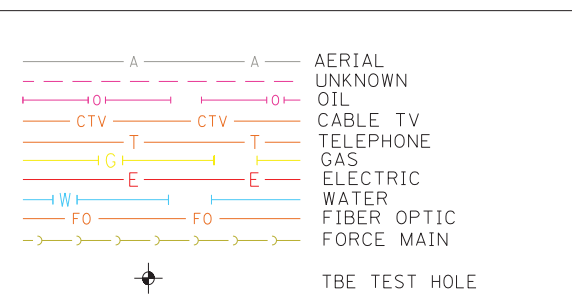 A A AERIAL
UNKNOWN
O O OIL
CTV CTV CABLE TV
T T TELEPHONE
G GAS
E E ELECTRIC
W WATER
FO FO FIBER OPTIC
FORCE MAIN
TBE TEST HOLE